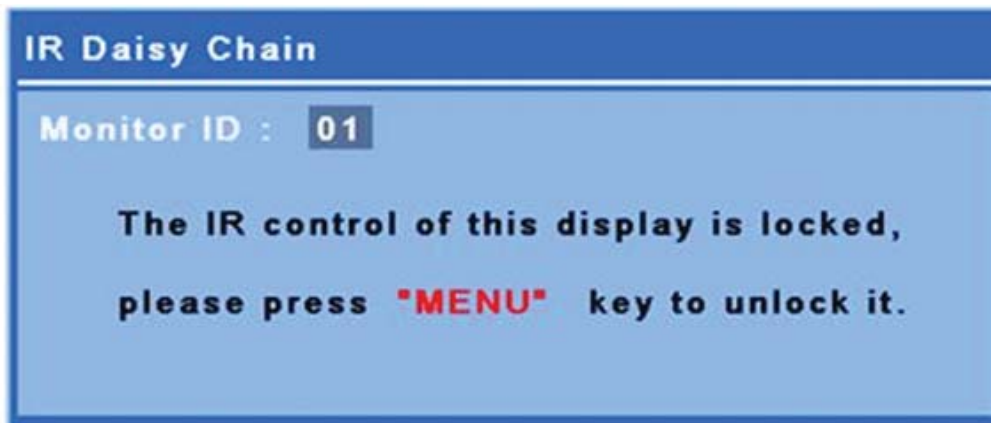 IR Daisy Chain
Monitor ID : 01
The IR control of this display is locked,
please press "MENU" key to unlock it.